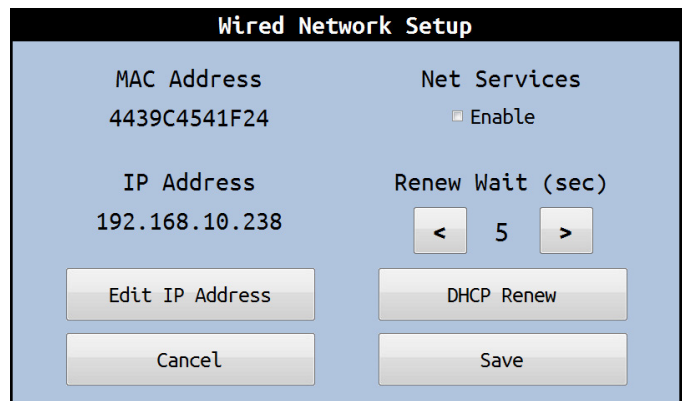 Wired Network Setup
MAC Address
4439C4541F24
Net Services
Enable
IP Address
192.168.10.238
Renew Wait (sec)
< 5 >
Edit IP Address
DHCP Renew
Cancel
Save